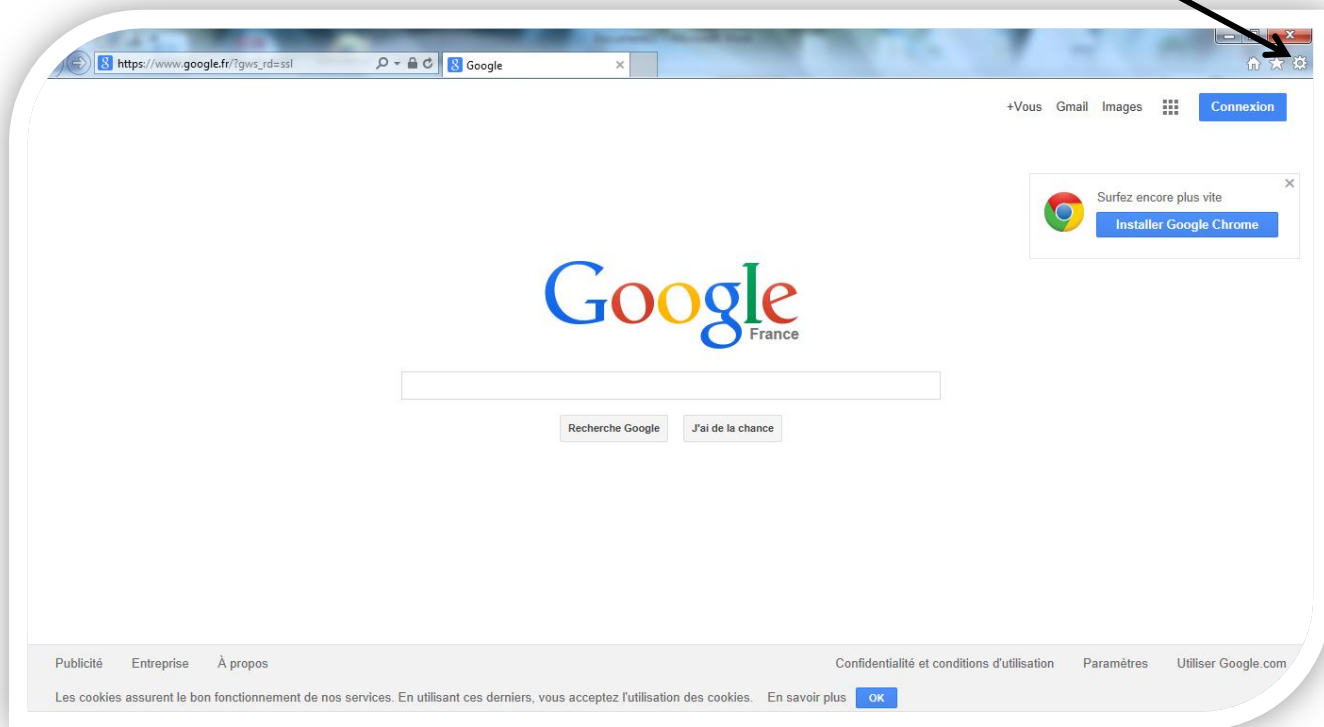 https://www.google.fr/?gws_rd=ssl
Google
+Vous Gmail Images Connexion
Surfez encore plus vite
Installer Google Chrome
Google
France
Recherche Google J'ai de la chance
Publicité Entreprise À propos Confidentialité et conditions d'utilisation Paramètres Utiliser Google.com
Les cookies assurent le bon fonctionnement de nos services. En utilisant ces derniers, vous acceptez l'utilisation des cookies. En savoir plus OK